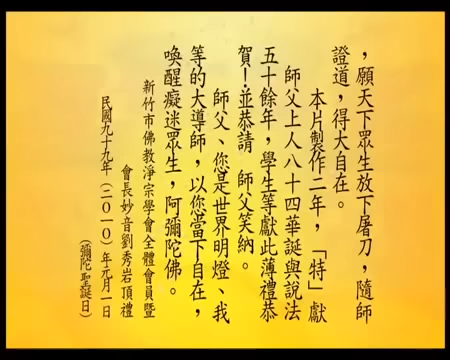 ，願天下眾生放下屠刀，隨師
證道，得大自在。
本片製作二年，「特」獻
師父上人八十四華誕與說法
五十餘年，學生等獻此薄禮恭
賀！並恭請　師父笑納。
師父、您是世界明燈、我
等的大導師，以您當下自在，
喚醒癡迷眾生，阿彌陀佛。
新竹市佛教淨宗學會全體會員暨
會長妙音劉秀岩頂禮
民國九十九年（二０一０）年元月一日
（彌陀聖誕日）